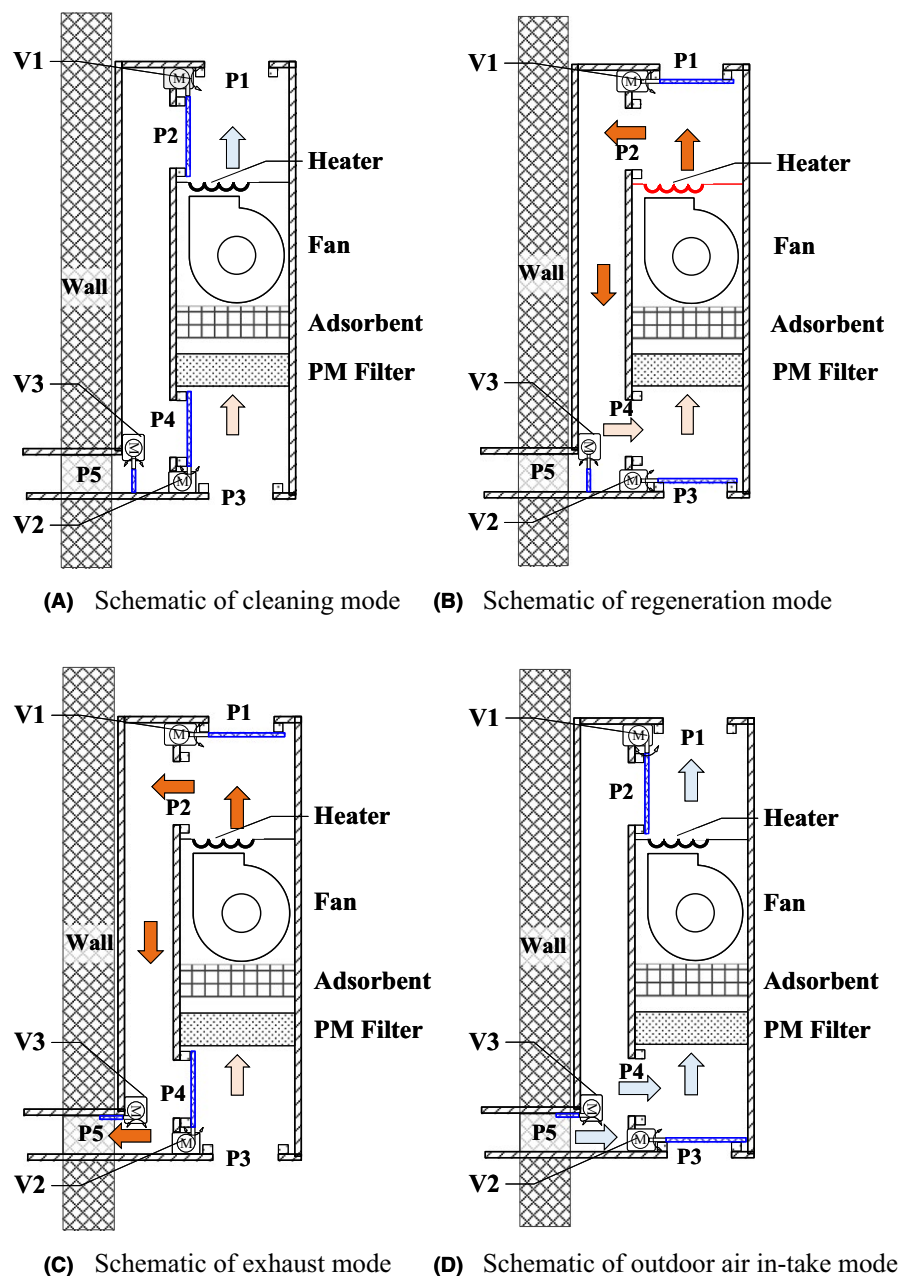 V1
P1
P2
Heater
Fan
Wall
Adsorbent
PM Filter
V3
P4
P5
M
P3
V2
(A) Schematic of cleaning mode
V1
P1
M
P2
Heater
Fan
Wall
Adsorbent
PM Filter
V3
P4
M
P5
M
P3
V2
(B) Schematic of regeneration mode
V1
P1
M
P2
Heater
Fan
Wall
Adsorbent
PM Filter
V3
P4
M
P5
M
P3
V2
(C) Schematic of exhaust mode
V1
P1
M
P2
Heater
Fan
Wall
Adsorbent
PM Filter
V3
P4
M
P5
M
P3
V2
(D) Schematic of outdoor air in-take mode